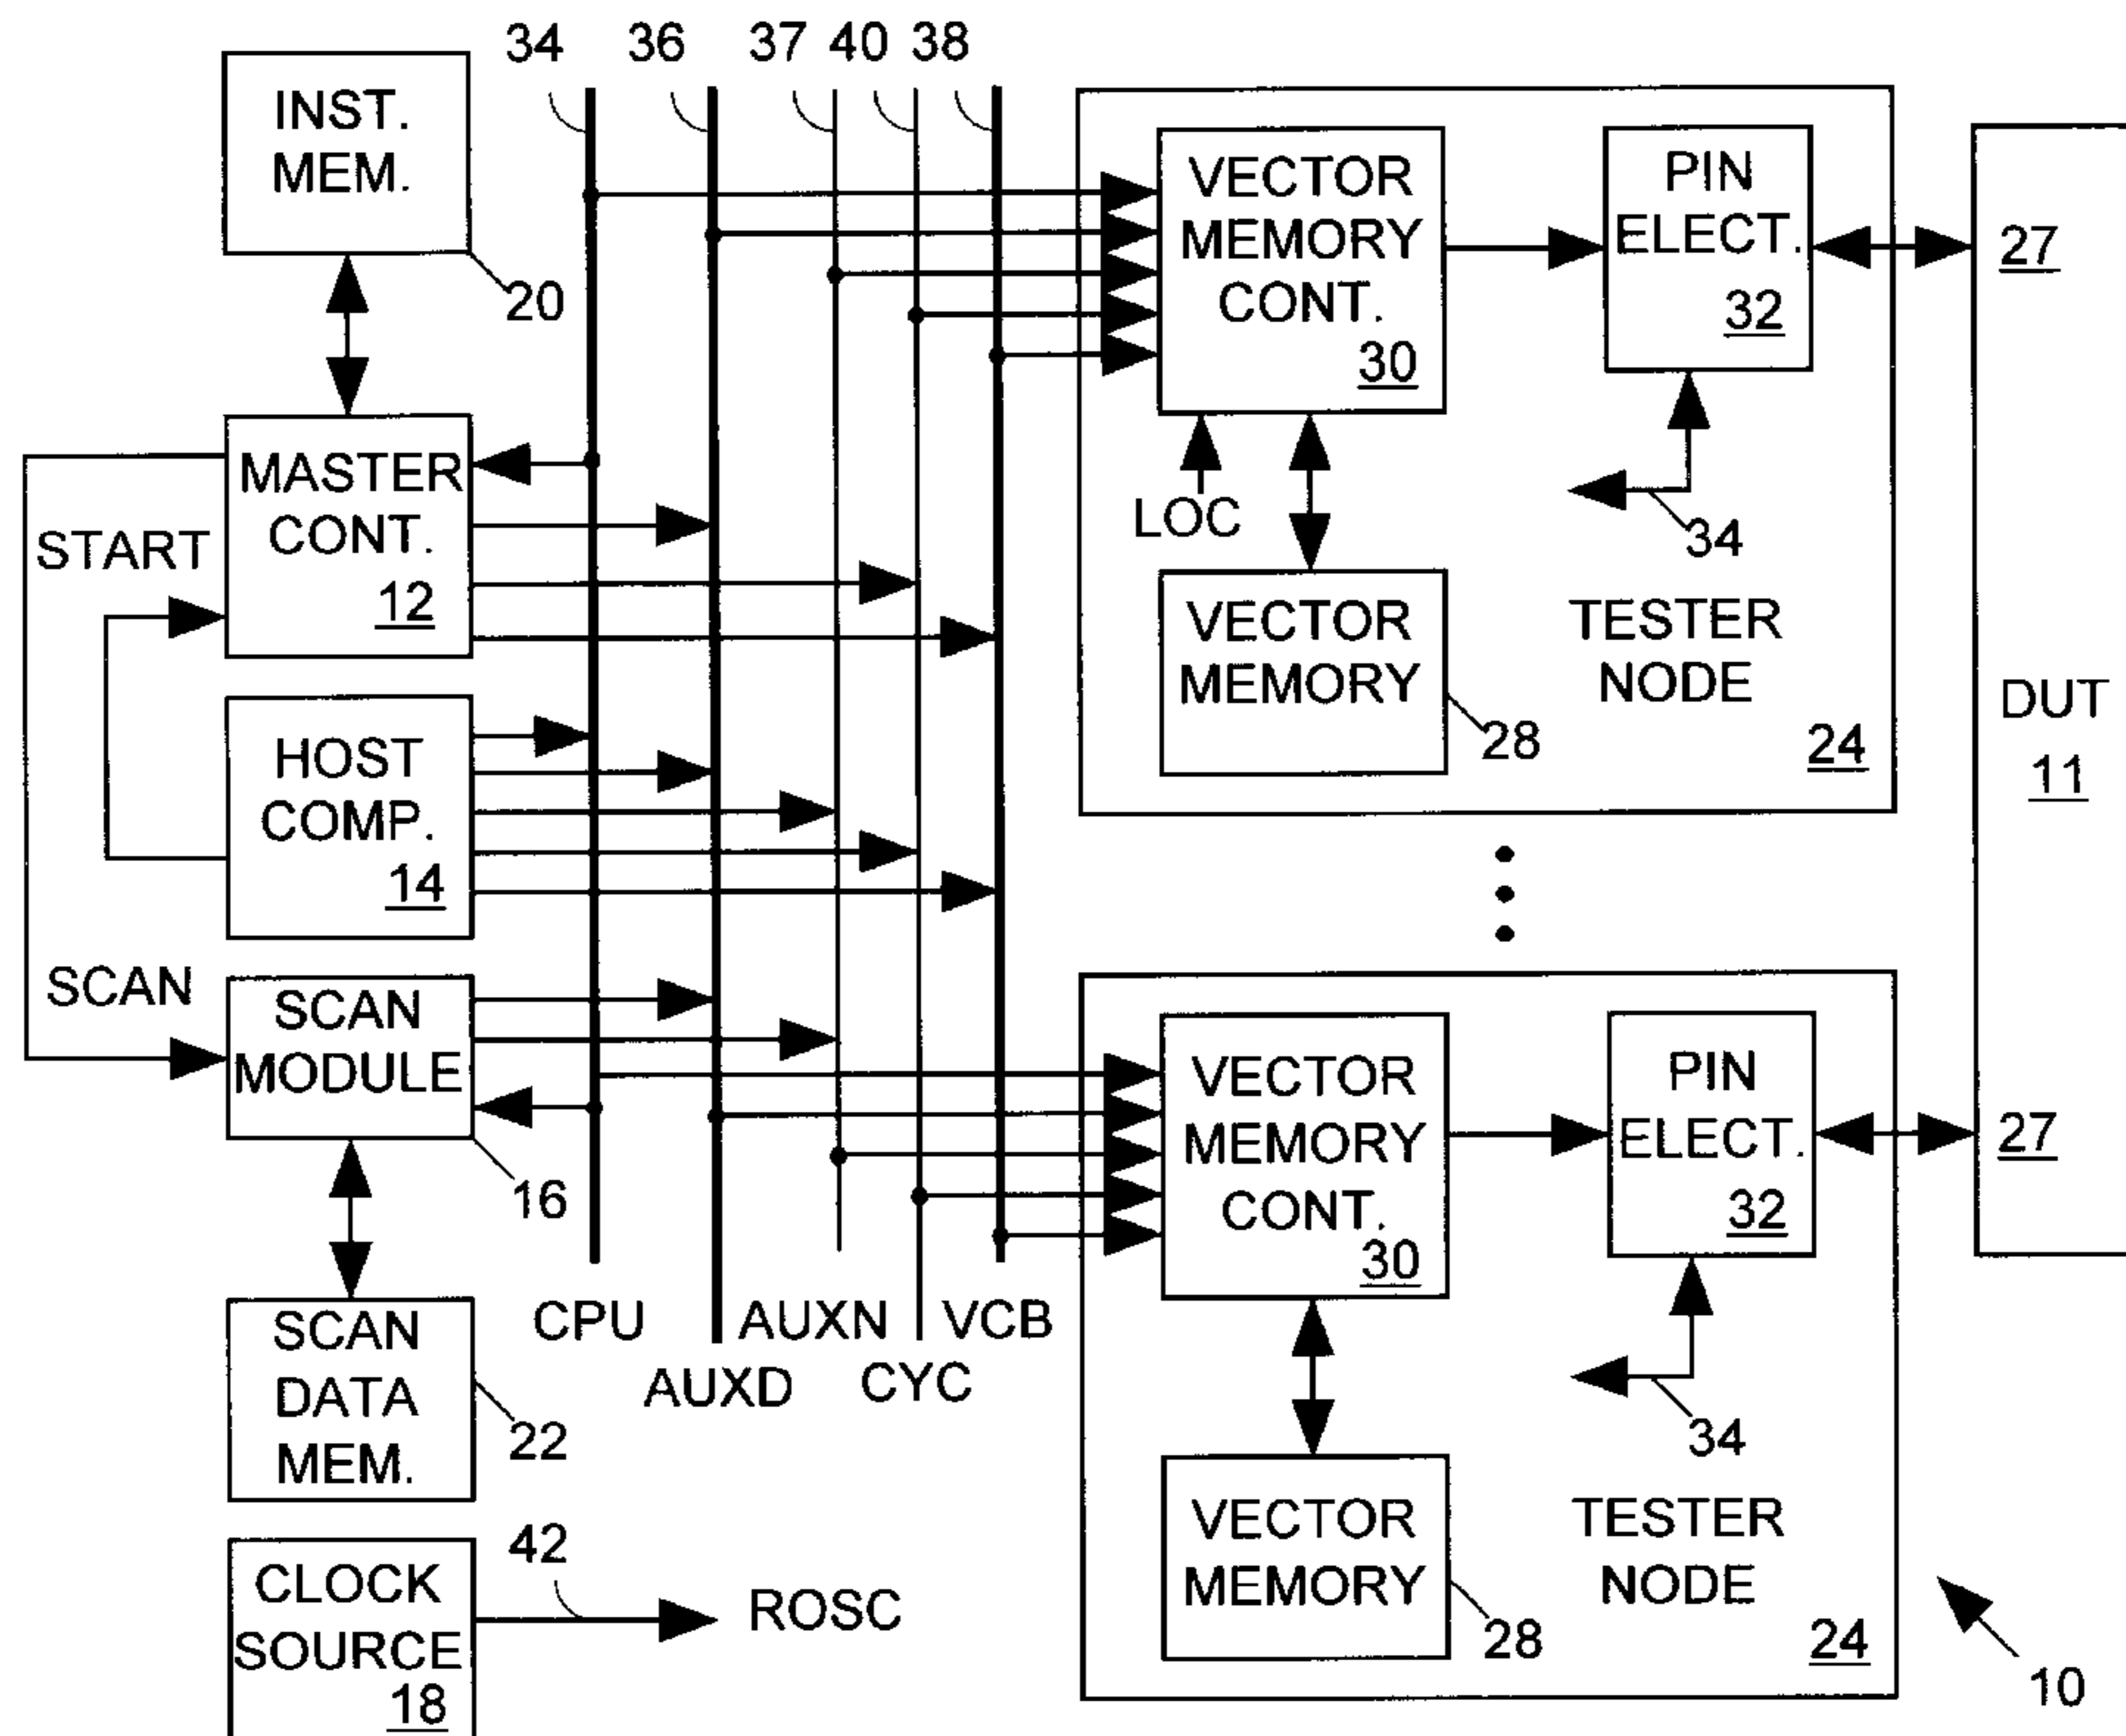 34 36 37 40 38
INST.
MEM.
20
MASTER
CONT.
12
START
HOST
COMP.
14
SCAN
SCAN
MODULE
16
SCAN
DATA
MEM.
22
CLOCK
SOURCE
18
42
ROSC
CPU
AUXD
AUXN
CYC
VCB
VECTOR
MEMORY
CONT.
30
PIN
ELECT.
32
LOC
34
VECTOR
MEMORY
28
TESTER
NODE
24
27
DUT
11
27
VECTOR
MEMORY
CONT.
30
PIN
ELECT.
32
34
VECTOR
MEMORY
28
TESTER
NODE
24
10